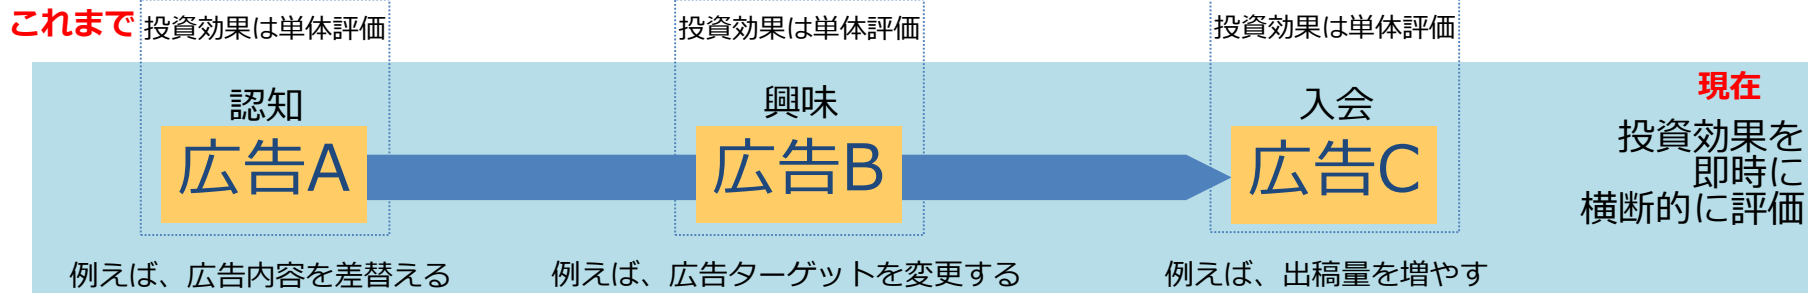 これまで
投資効果は単体評価
投資効果は単体評価
投資効果は単体評価
認知
広告A
興味
広告B
入会
広告C
現在
投資効果を
即時に
横断的に評価
例えば、広告内容を差替える
例えば、広告ターゲットを変更する
例えば、出稿量を増やす